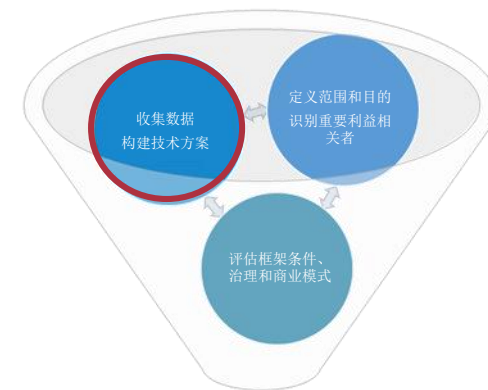 收集数据
构建技术方案
定义范围和目的
识别重要利益相
关者
评估框架条件、
治理和商业模式